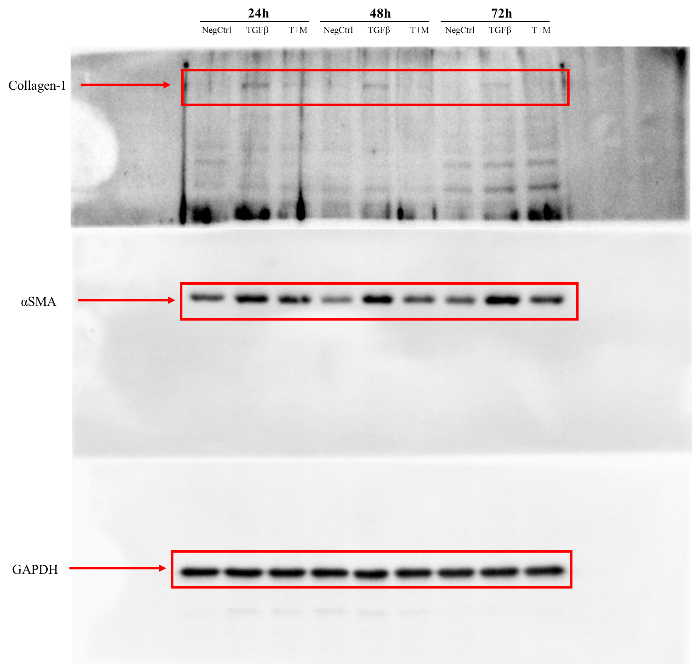 24h 48h 72h
NegCtrl TGFβ T+M NegCtrl TGFβ T+M NegCtrl TGFβ T+M
Collagen-1
αSMA
GAPDH